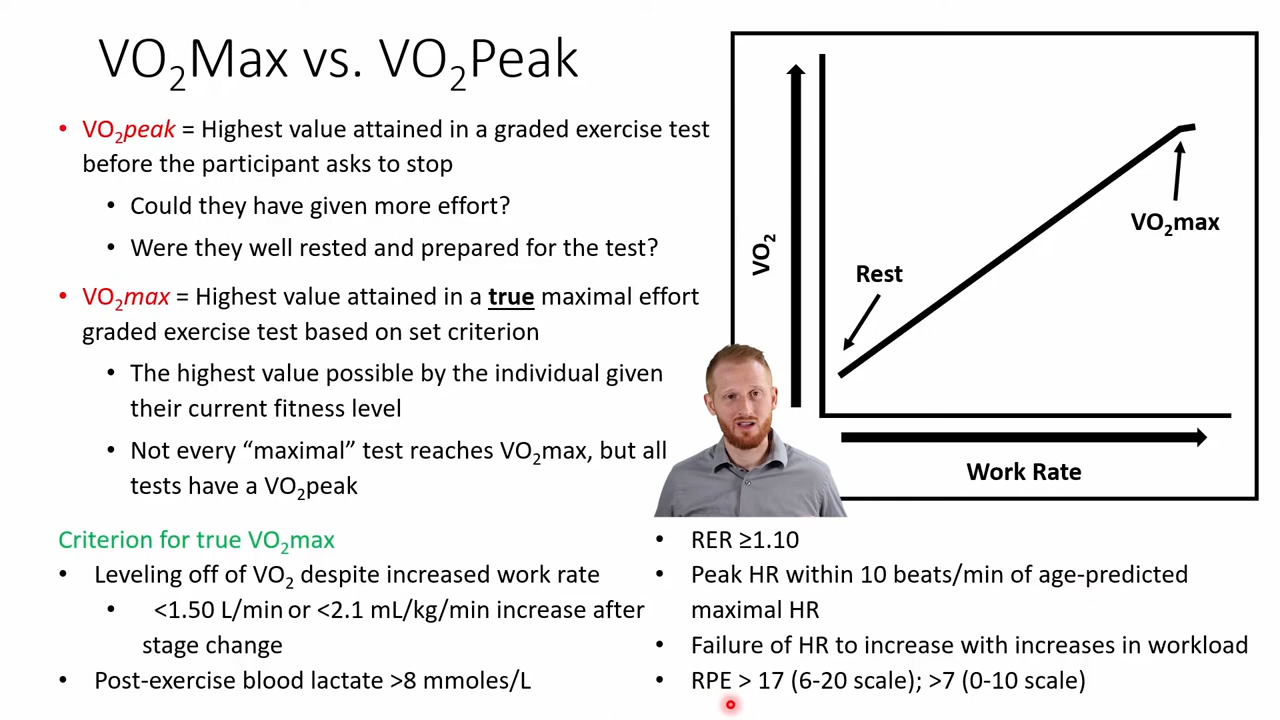 VO₂Max vs. VO₂Peak
• VO₂peak = Highest value attained in a graded exercise test
before the participant asks to stop
• Could they have given more effort?
• Were they well rested and prepared for the test?
• VO₂max = Highest value attained in a true maximal effort
graded exercise test based on set criterion
• The highest value possible by the individual given
their current fitness level
• Not every “maximal” test reaches VO₂max, but all
tests have a VO₂peak
Criterion for true VO₂max
• Leveling off of VO₂ despite increased work rate
• <1.50 L/min or <2.1 mL/kg/min increase after
stage change
• Post-exercise blood lactate >8 mmoles/L
VO₂
Rest
VO₂max
Work Rate
• RER ≥1.10
• Peak HR within 10 beats/min of age-predicted
maximal HR
• Failure of HR to increase with increases in workload
• RPE > 17 (6-20 scale); >7 (0-10 scale)